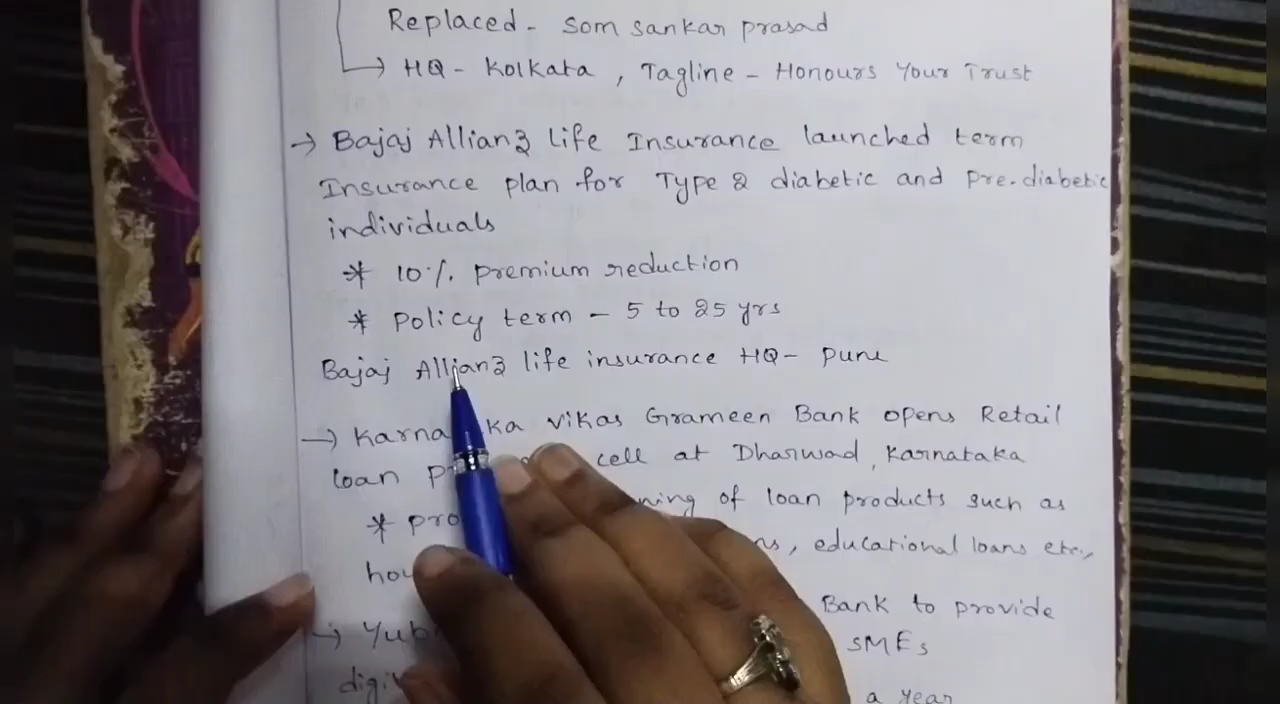 Replaced - Som Sankar prasad
→ HQ - Kolkata , Tagline - Honours Your Trust
→ Bajaj Allianz life Insurance launched term
Insurance plan for Type 2 diabetic and pre-diabetic
individuals
* 10% premium reduction
* Policy term - 5 to 25 yrs
Bajaj Allianz life insurance HQ - pune
→ Karna ka vikas Grameen Bank opens Retail
loan p cell at Dharwad, Karnataka
* pro ning of loan products such as
hou ns, educational loans etc.,
Bank to provide
→ Yub SMEs
digi a year